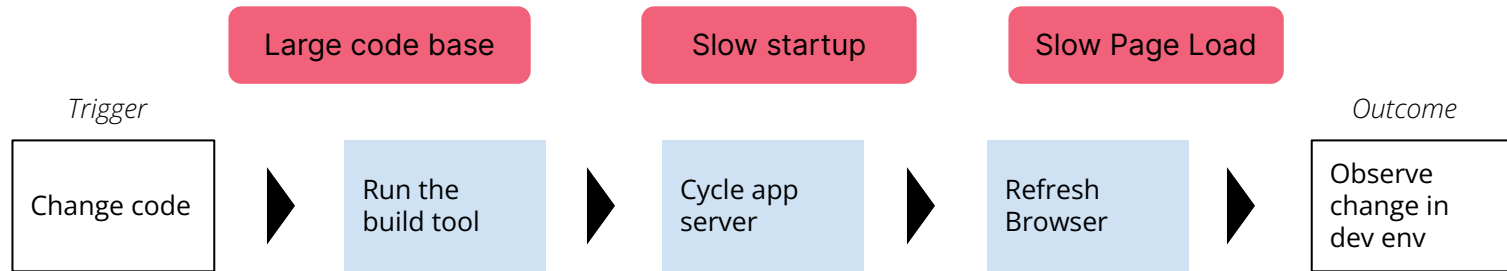 Large code base
Slow startup
Slow Page Load
Trigger
Outcome
Change code
Run the
build tool
Cycle app
server
Refresh
Browser
Observe
change in
dev env